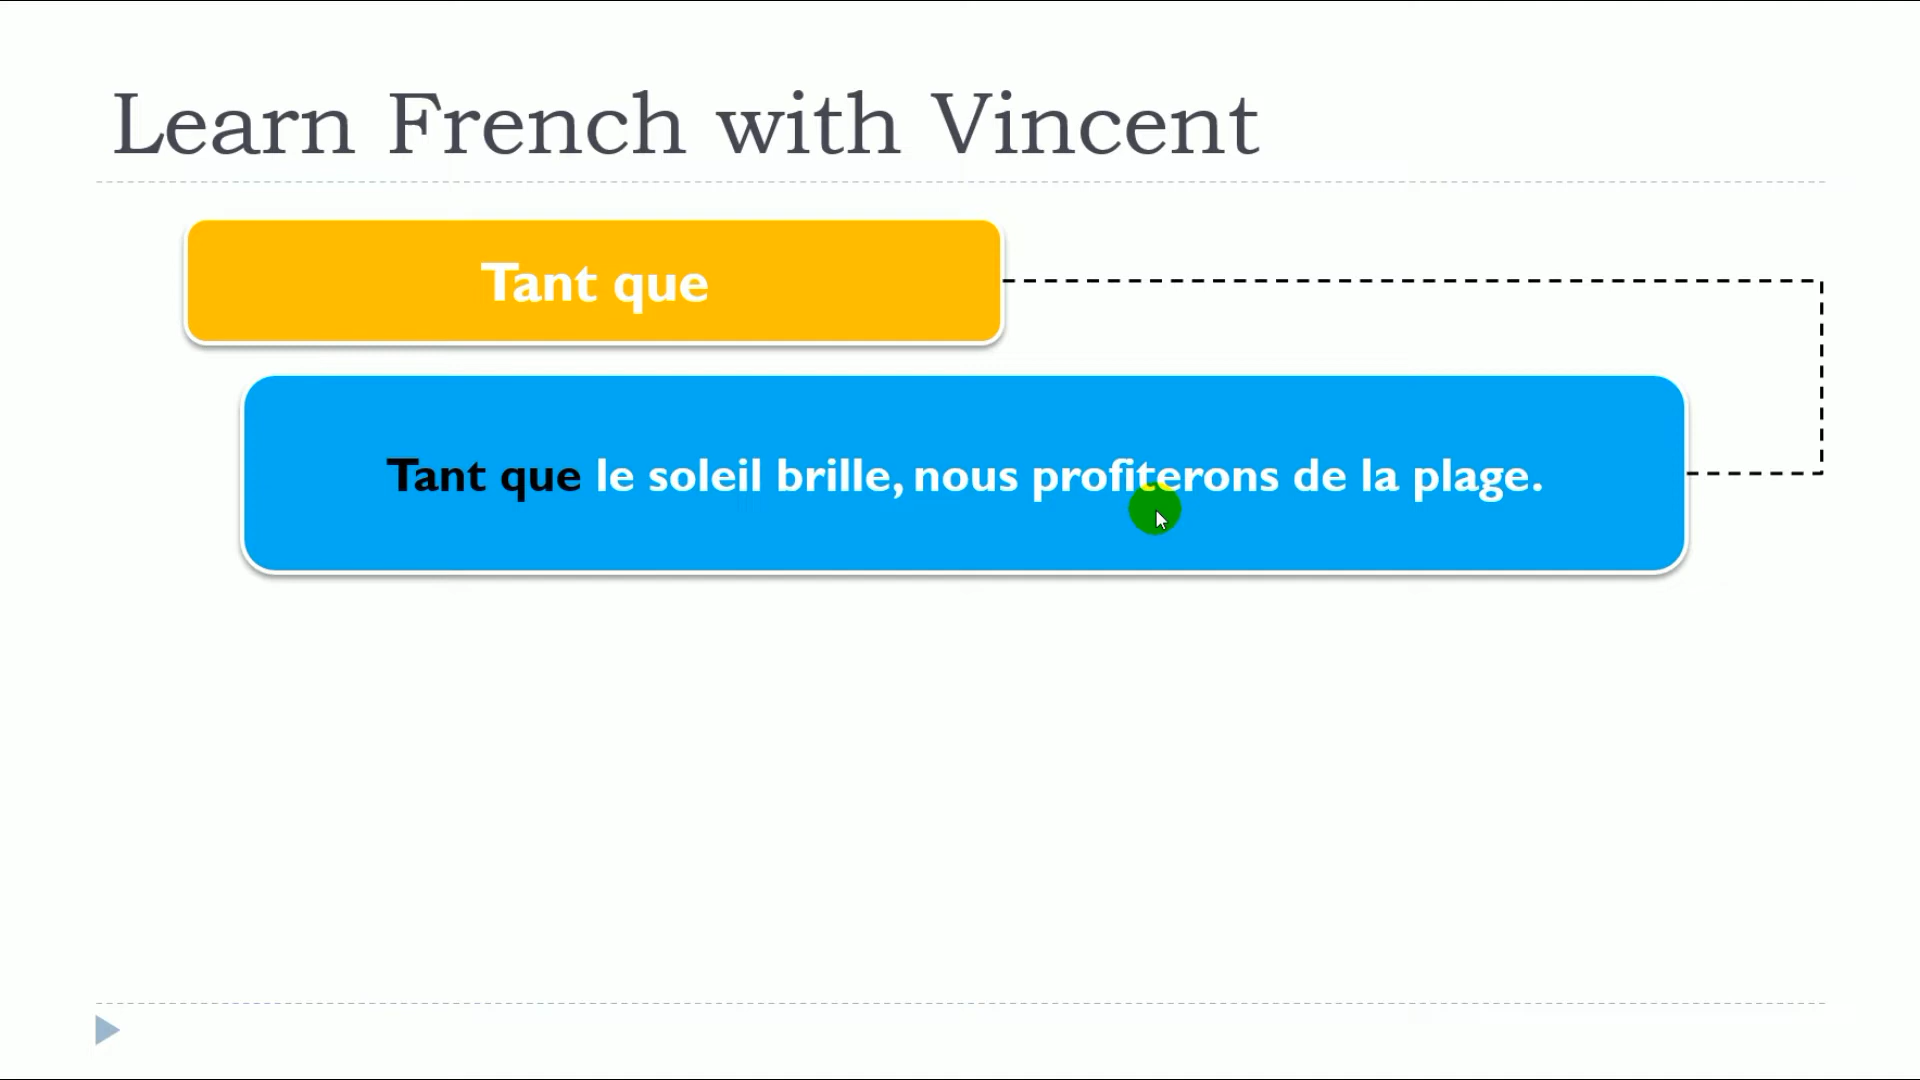 Learn French with Vincent
Tant que
Tant que le soleil brille, nous profiterons de la plage.